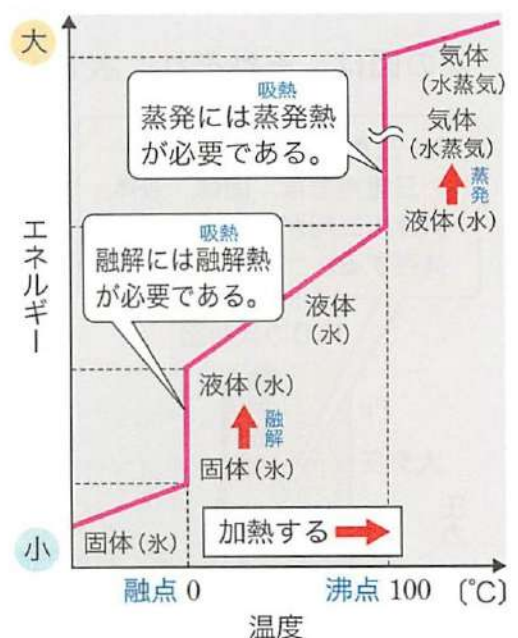 大
エネルギー
小
吸熱
蒸発には蒸発熱
が必要である。
気体
(水蒸気)
気体
(水蒸気)
蒸発
液体(水)
吸熱
融解には融解熱
が必要である。
液体
(水)
液体(水)
融解
固体(氷)
固体(氷)
加熱する
融点 0
沸点 100
〔℃〕
温度